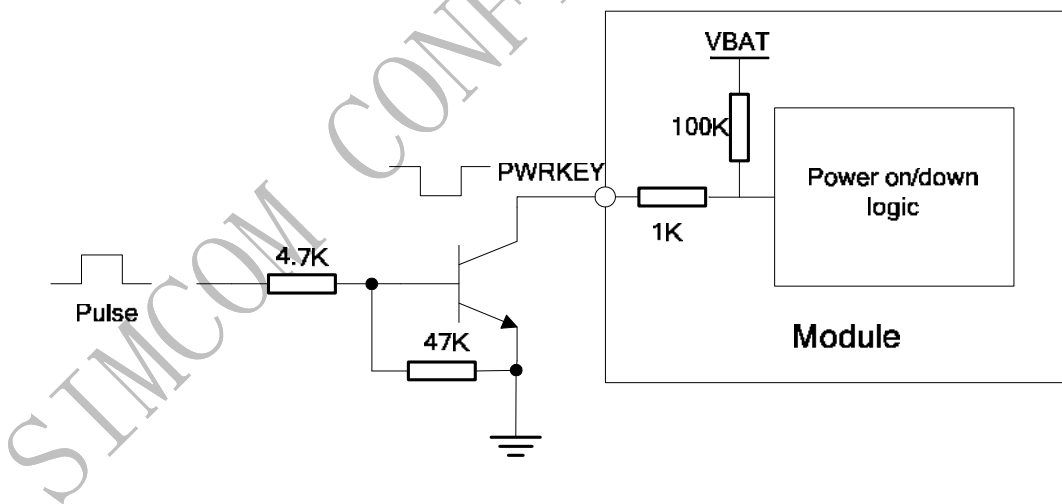 SIMCOM CONF
VBAT
100K
PWRKEY
Power on/down
logic
1K
4.7K
Pulse
47K
Module